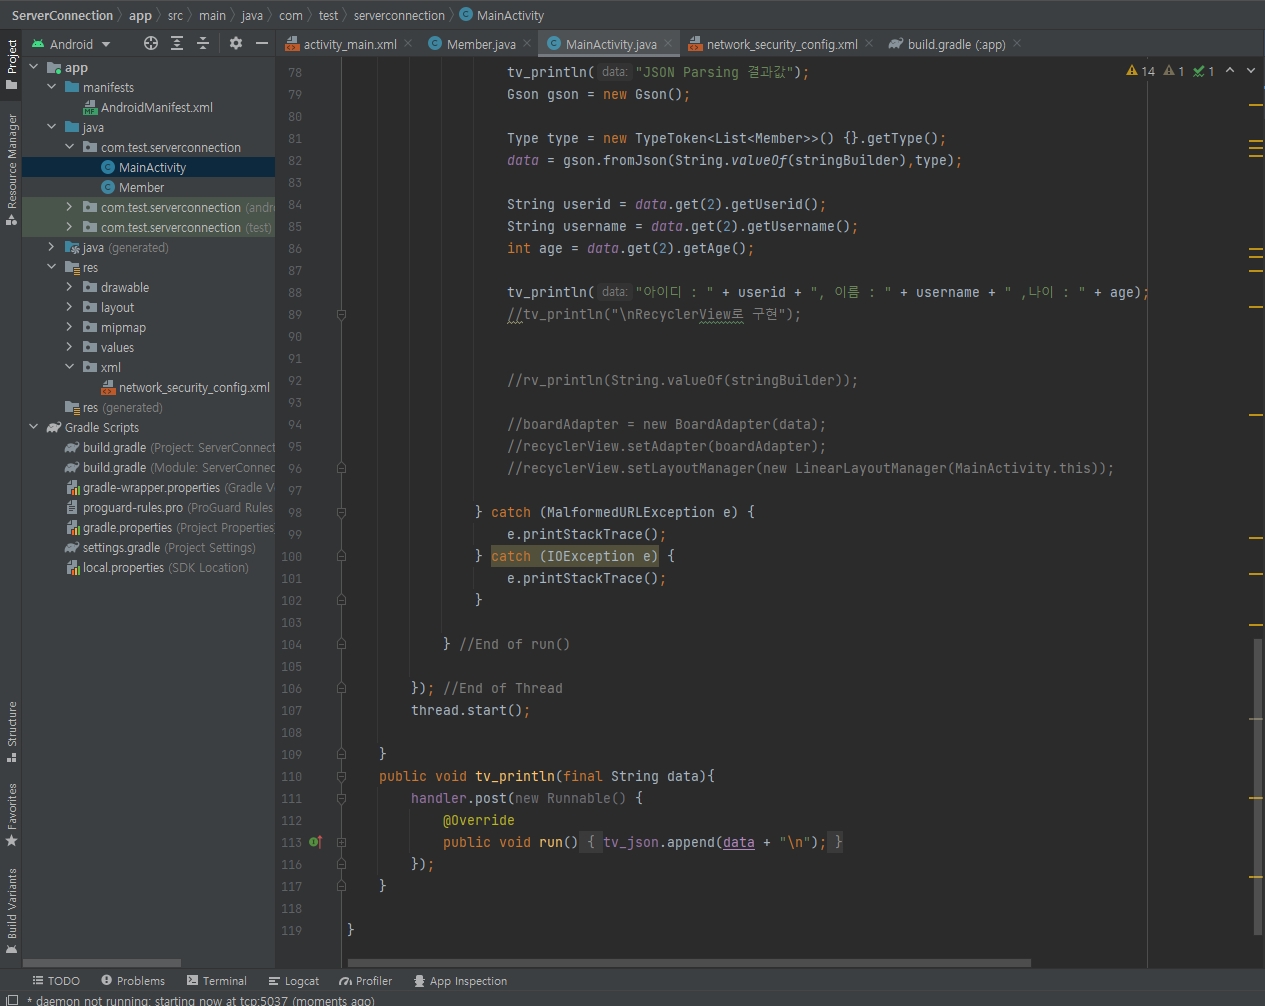 ServerConnection app src main java com test serverconnection MainActivity
Project
Android
activity_main.xml Member.java MainActivity.java network_security_config.xml build.gradle (:app)
app
manifests
AndroidManifest.xml
java
com.test.serverconnection
MainActivity
Member
com.test.serverconnection (andr
com.test.serverconnection (test)
java (generated)
res
drawable
layout
mipmap
values
xml
network_security_config.xml
res (generated)
Gradle Scripts
build.gradle (Project: ServerConnect
build.gradle (Module: ServerConnec
gradle-wrapper.properties (Gradle V
proguard-rules.pro (ProGuard Rules
gradle.properties (Project Properties
settings.gradle (Project Settings)
local.properties (SDK Location)
Resource Manager
Structure
Favorites
Build Variants
14 1 1
78 tv_println( data: "JSON Parsing 결과값");
79 Gson gson = new Gson();
80
81 Type type = new TypeToken<List<Member>>() {}.getType();
82 data = gson.fromJson(String.valueOf(stringBuilder),type);
83
84 String userid = data.get(2).getUserid();
85 String username = data.get(2).getUsername();
86 int age = data.get(2).getAge();
87
88 tv_println( data: "아이디 : " + userid + ", 이름 : " + username + " ,나이 : " + age);
89 //tv_println("\nRecyclerView로 구현");
90
91
92 //rv_println(String.valueOf(stringBuilder));
93
94 //boardAdapter = new BoardAdapter(data);
95 //recyclerView.setAdapter(boardAdapter);
96 //recyclerView.setLayoutManager(new LinearLayoutManager(MainActivity.this));
97
98 } catch (MalformedURLException e) {
99 e.printStackTrace();
100 } catch (IOException e) {
101 e.printStackTrace();
102 }
103
104 } //End of run()
105
106 }); //End of Thread
107 thread.start();
108
109 }
110 public void tv_println(final String data){
111 handler.post(new Runnable() {
112 @Override
113 public void run() { tv_json.append(data + "\n"); }
116 });
117 }
118
119 }
TODO Problems Terminal Logcat Profiler App Inspection
* daemon not running; starting now at tcp:5037 (moments ago)